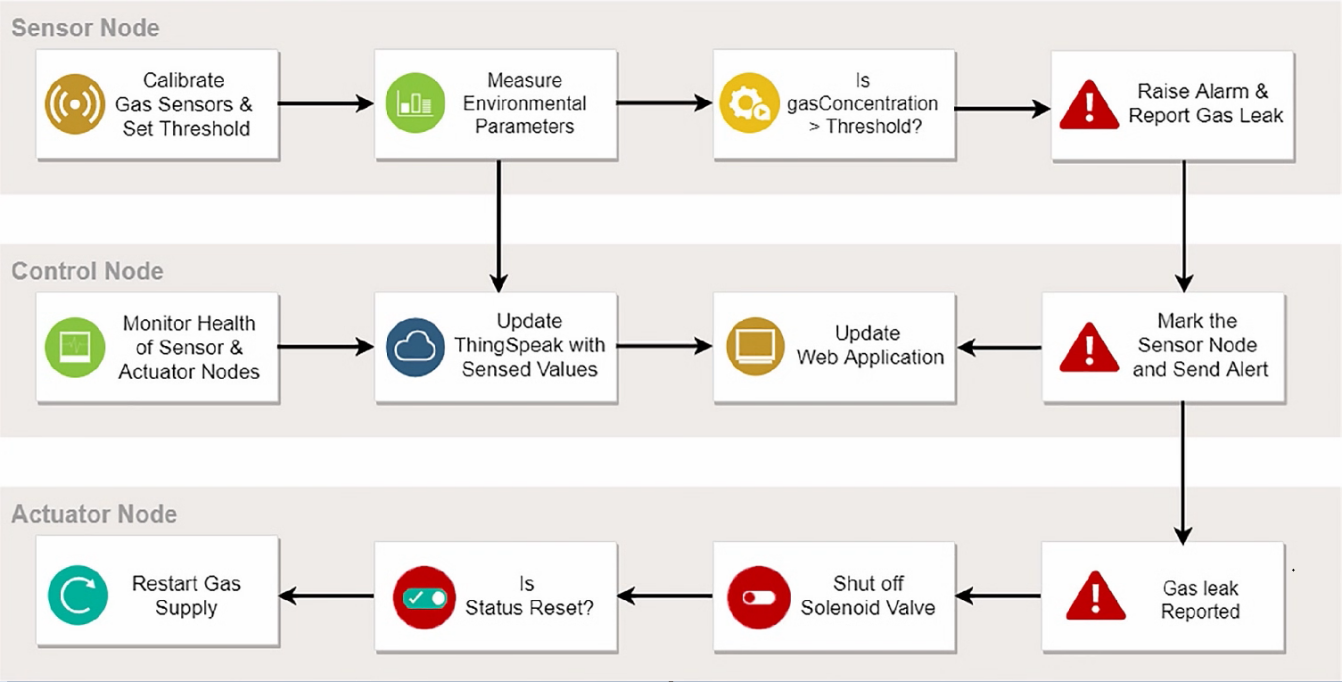 Sensor Node
Calibrate
Gas Sensors &
Set Threshold
Measure
Environmental
Parameters
Is
gasConcentration
> Threshold?
Raise Alarm &
Report Gas Leak
Control Node
Monitor Health
of Sensor &
Actuator Nodes
Update
ThingSpeak with
Sensed Values
Update
Web Application
Mark the
Sensor Node
and Send Alert
Actuator Node
Restart Gas
Supply
Is
Status Reset?
Shut off
Solenoid Valve
Gas leak
Reported